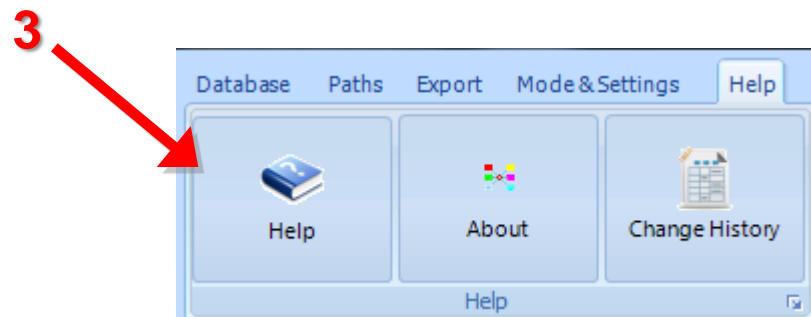 3
Database Paths Export Mode & Settings Help
Help About Change History
Help